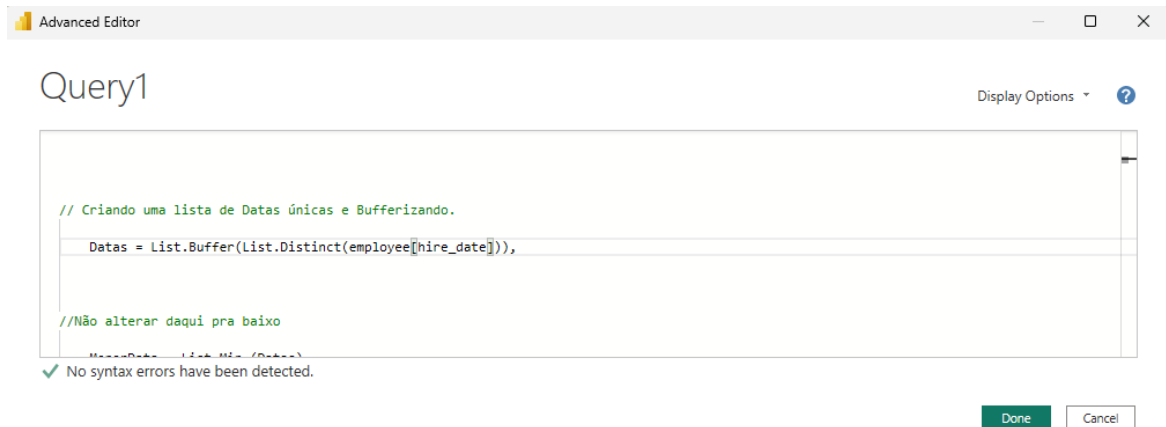 Advanced Editor
Query1
Display Options
?
// Criando uma lista de Datas únicas e Bufferizando.
Datas = List.Buffer(List.Distinct(employee[hire_date])),
//Não alterar daqui pra baixo
No syntax errors have been detected.
Done
Cancel